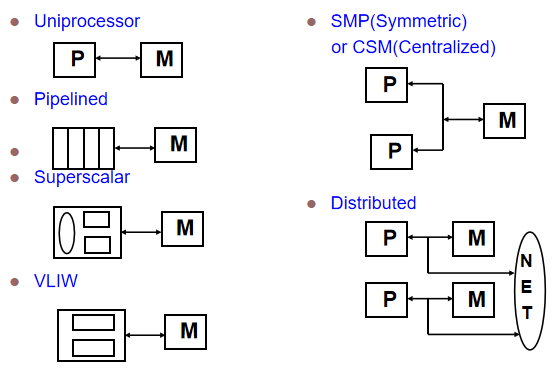 Uniprocessor
P M
Pipelined
M
Superscalar
M
VLIW
M
SMP(Symmetric)
or CSM(Centralized)
P
M
P
Distributed
P M
N
E
P M
T